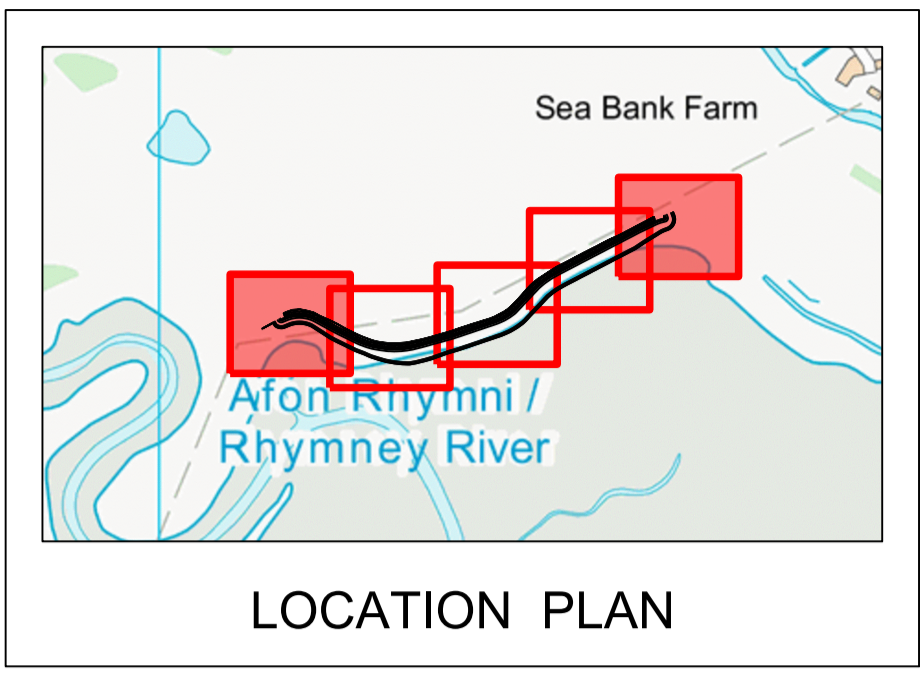 Sea Bank Farm
Afon Rhymni /
Rhymney River
LOCATION PLAN